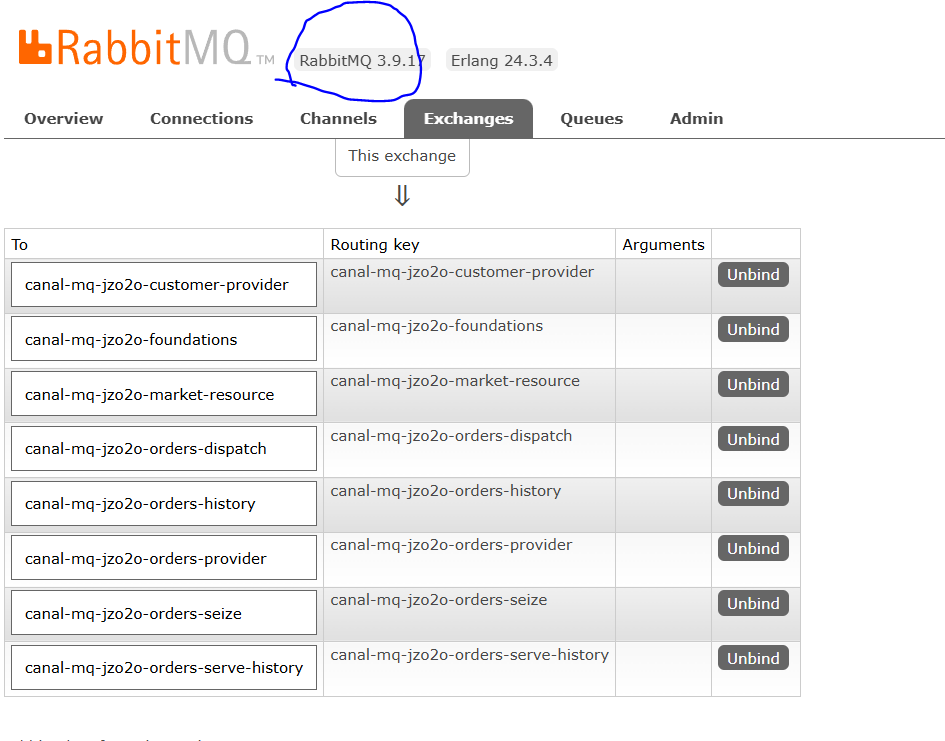 RabbitMQ TM RabbitMQ 3.9.17 Erlang 24.3.4
Overview Connections Channels Exchanges Queues Admin
This exchange
⇓
To Routing key Arguments
canal-mq-jzo2o-customer-provider canal-mq-jzo2o-customer-provider Unbind
canal-mq-jzo2o-foundations canal-mq-jzo2o-foundations Unbind
canal-mq-jzo2o-market-resource canal-mq-jzo2o-market-resource Unbind
canal-mq-jzo2o-orders-dispatch canal-mq-jzo2o-orders-dispatch Unbind
canal-mq-jzo2o-orders-history canal-mq-jzo2o-orders-history Unbind
canal-mq-jzo2o-orders-provider canal-mq-jzo2o-orders-provider Unbind
canal-mq-jzo2o-orders-seize canal-mq-jzo2o-orders-seize Unbind
canal-mq-jzo2o-orders-serve-history canal-mq-jzo2o-orders-serve-history Unbind